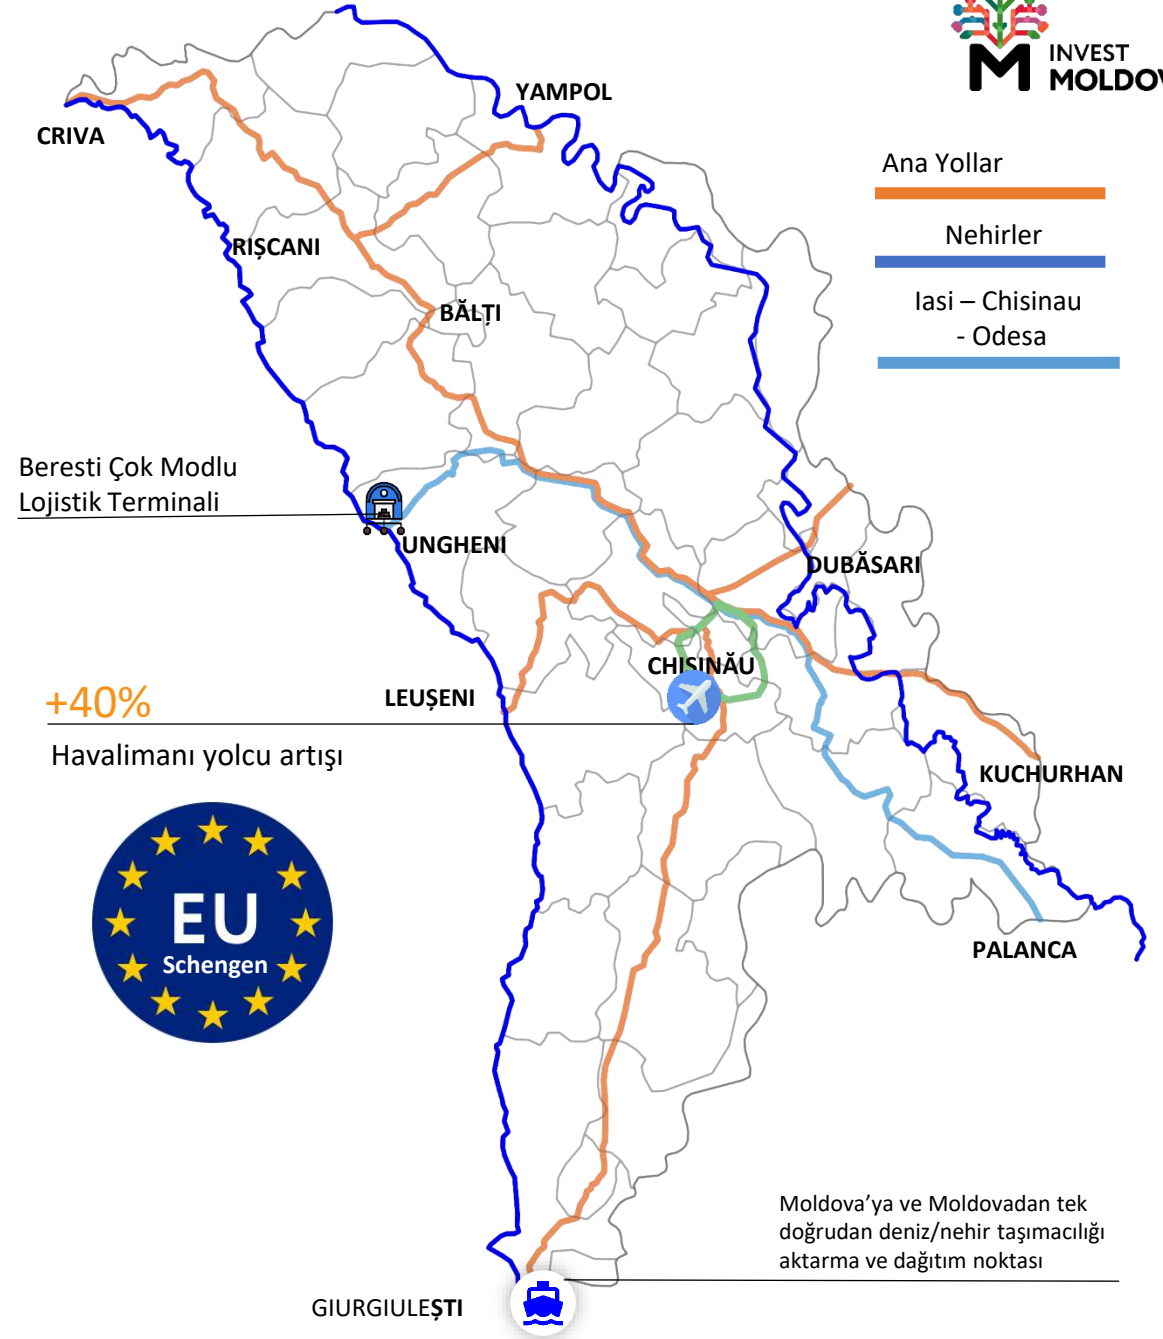 INVEST
MOLDOV
YAMPOL
CRIVA
Ana Yollar
Nehirler
RIȘCANI
Iasi – Chisinau
- Odesa
BĂLȚI
Beresti Çok Modlu
Lojistik Terminali
UNGHENI
DUBĂSARI
CHIȘINĂU
LEUȘENI
+40%
Havalimanı yolcu artışı
KUCHURHAN
EU
Schengen
PALANCA
Moldova’ya ve Moldovadan tek
doğrudan deniz/nehir taşımacılığı
aktarma ve dağıtım noktası
GIURGIULEȘTI